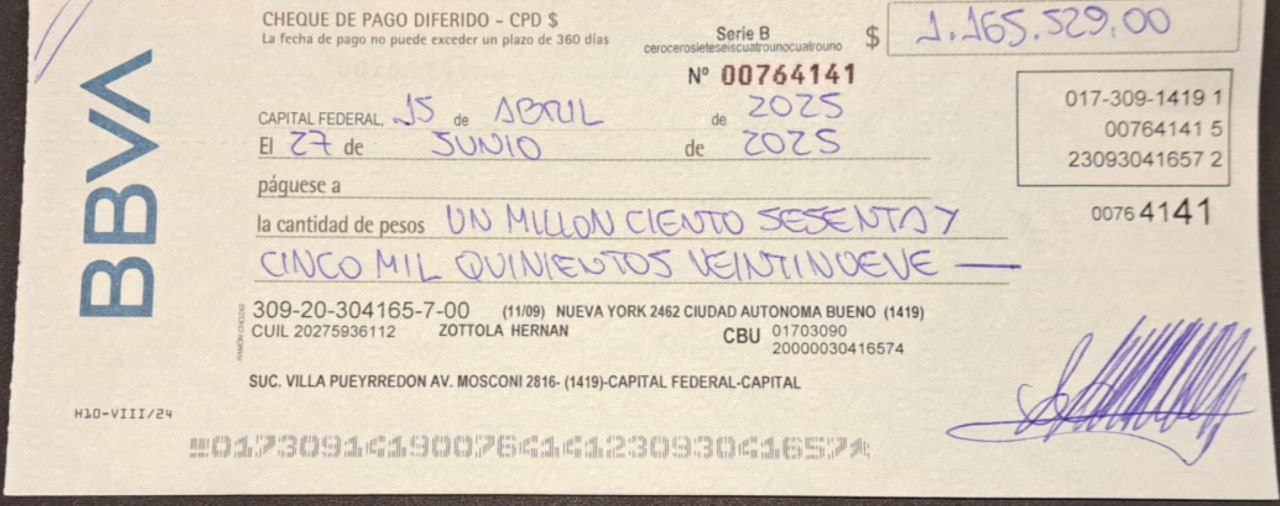 BBVA
CHEQUE DE PAGO DIFERIDO - CPD $
La fecha de pago no puede exceder un plazo de 360 días
Serie B
cerocerosieteseiscuatrounocuatrouno
$ 1.165.529,00
Nº 00764141
017-309-1419 1
00764141 5
23093041657 2
CAPITAL FEDERAL, 15 de ABRIL de 2025
El 27 de JUNIO de 2025
páguese a
0076 4141
la cantidad de pesos UN MILLON CIENTO SESENTA Y
CINCO MIL QUINIENTOS VEINTINUEVE —
309-20-304165-7-00 (11/09) NUEVA YORK 2462 CIUDAD AUTONOMA BUENO (1419)
CUIL 20275936112 ZOTTOLA HERNAN CBU 01703090
20000030416574
SUC. VILLA PUEYRREDON AV. MOSCONI 2816- (1419)-CAPITAL FEDERAL-CAPITAL
H10-VIII/24
01730914190076414123093041657